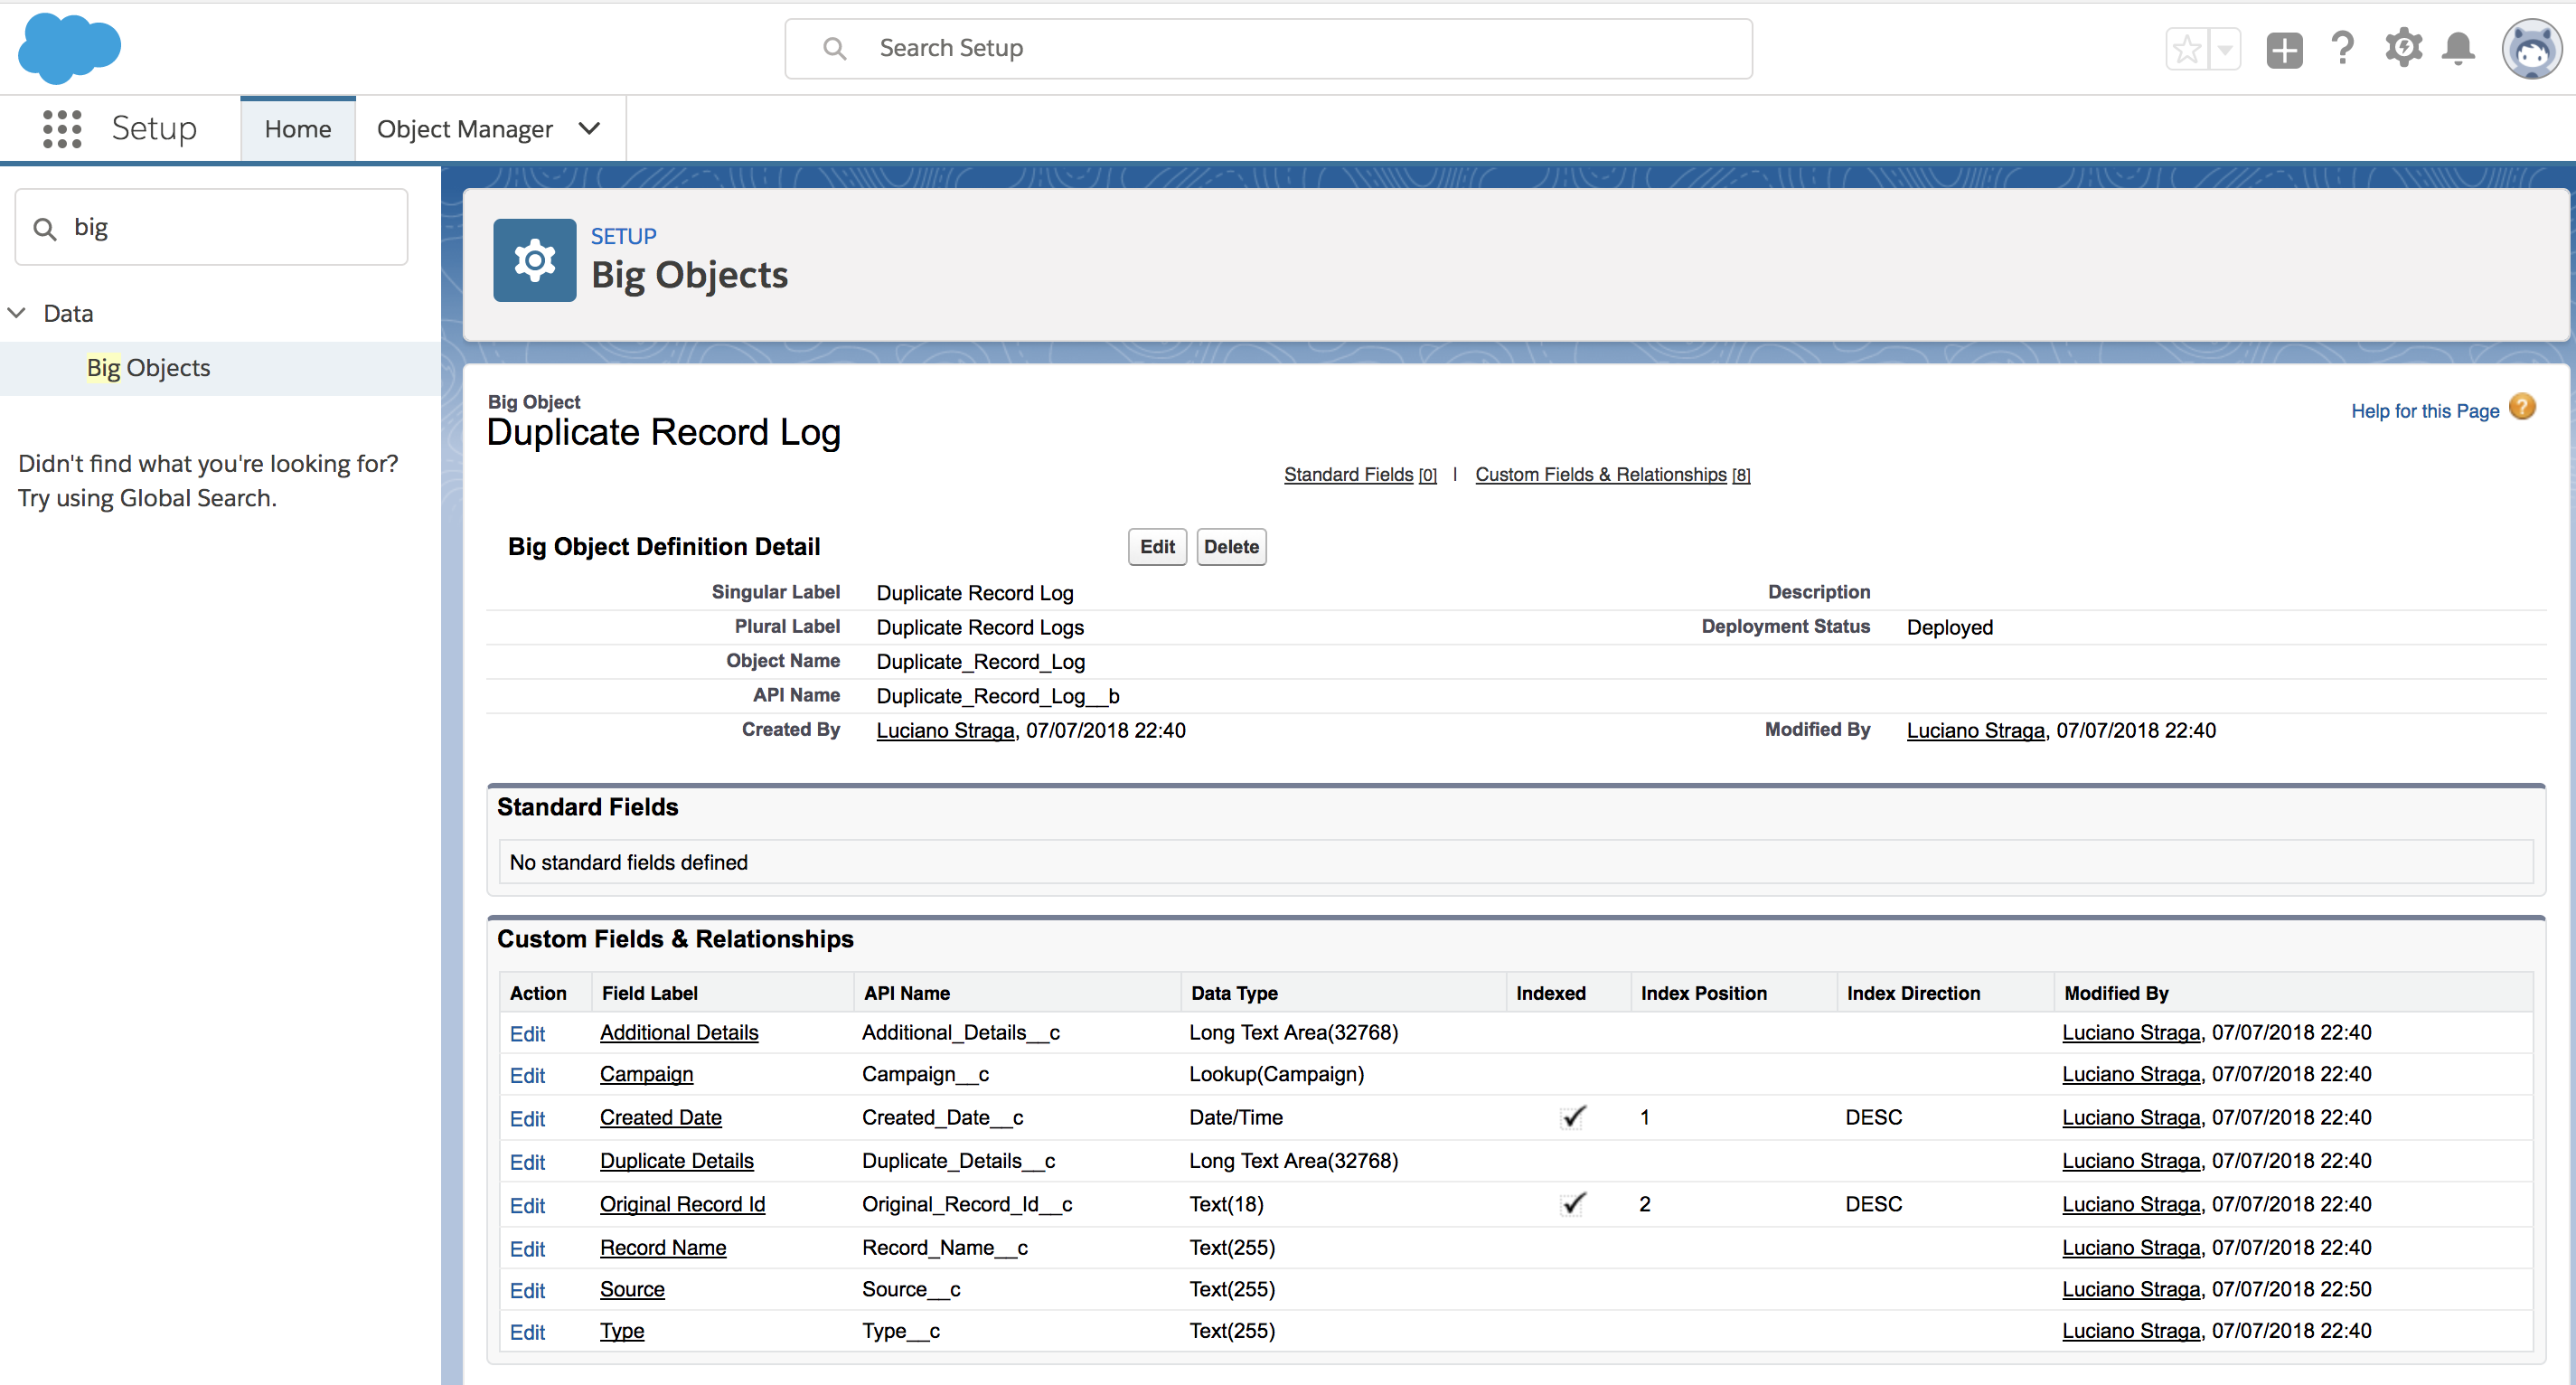 Search Setup
Setup
Home
Object Manager
big
Data
Big Objects
Didn't find what you're looking for?
Try using Global Search.
SETUP
Big Objects
Big Object
Duplicate Record Log
Help for this Page
Standard Fields [0] | Custom Fields & Relationships [8]
Big Object Definition Detail Edit Delete
Singular Label Duplicate Record Log Description
Plural Label Duplicate Record Logs Deployment Status Deployed
Object Name Duplicate_Record_Log
API Name Duplicate_Record_Log__b
Created By Luciano Straga, 07/07/2018 22:40 Modified By Luciano Straga, 07/07/2018 22:40
Standard Fields
No standard fields defined
Custom Fields & Relationships
Action Field Label API Name Data Type Indexed Index Position Index Direction Modified By
Edit Additional Details Additional_Details__c Long Text Area(32768) Luciano Straga, 07/07/2018 22:40
Edit Campaign Campaign__c Lookup(Campaign) Luciano Straga, 07/07/2018 22:40
Edit Created Date Created_Date__c Date/Time 1 DESC Luciano Straga, 07/07/2018 22:40
Edit Duplicate Details Duplicate_Details__c Long Text Area(32768) Luciano Straga, 07/07/2018 22:40
Edit Original Record Id Original_Record_Id__c Text(18) 2 DESC Luciano Straga, 07/07/2018 22:40
Edit Record Name Record_Name__c Text(255) Luciano Straga, 07/07/2018 22:40
Edit Source Source__c Text(255) Luciano Straga, 07/07/2018 22:50
Edit Type Type__c Text(255) Luciano Straga, 07/07/2018 22:40